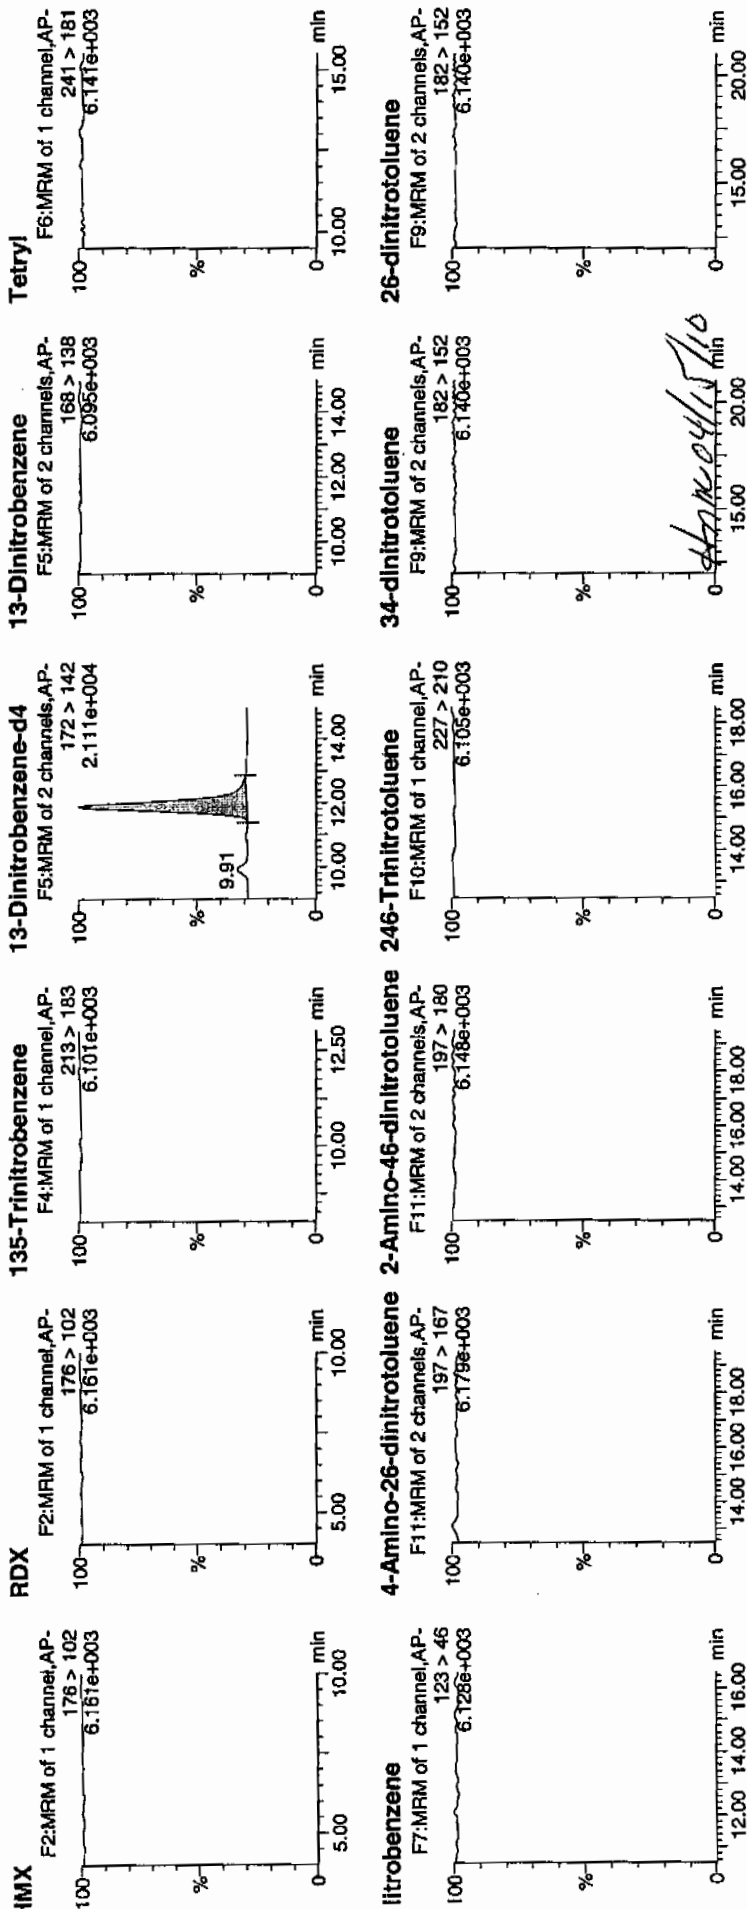 HMX
F2:MRM of 1 channel,AP-
176 > 102
6.161e+003
100
%
0
5.00
10.00
min
RDX
F2:MRM of 1 channel,AP-
176 > 102
6.161e+003
100
%
0
5.00
10.00
min
135-Trinitrobenzene
F4:MRM of 1 channel,AP-
213 > 183
6.101e+003
100
%
0
10.00
12.50
min
13-Dinitrobenzene-d4
F5:MRM of 2 channels,AP-
172 > 142
2.111e+004
100
%
0
9.91
10.00
12.00
14.00
min
13-Dinitrobenzene
F5:MRM of 2 channels,AP-
168 > 138
6.095e+003
100
%
0
10.00
12.00
14.00
min
Tetryl
F6:MRM of 1 channel,AP-
241 > 181
6.141e+003
100
%
0
10.00
15.00
min
litrobenzene
F7:MRM of 1 channel,AP-
123 > 46
6.128e+003
100
%
0
12.00
14.00
16.00
min
4-Amino-26-dinitrotoluene
F11:MRM of 2 channels,AP-
197 > 167
6.179e+003
100
%
0
14.00
16.00
18.00
min
2-Amino-46-dinitrotoluene
F11:MRM of 2 channels,AP-
197 > 180
6.148e+003
100
%
0
14.00
16.00
18.00
min
246-Trinitrotoluene
F10:MRM of 1 channel,AP-
227 > 210
6.105e+003
100
%
0
14.00
16.00
18.00
min
34-dinitrotoluene
F9:MRM of 2 channels,AP-
182 > 152
6.140e+003
100
%
0
15.00
20.00
min
04/15/10
26-dinitrotoluene
F9:MRM of 2 channels,AP-
182 > 152
6.140e+003
100
%
0
15.00
20.00
min